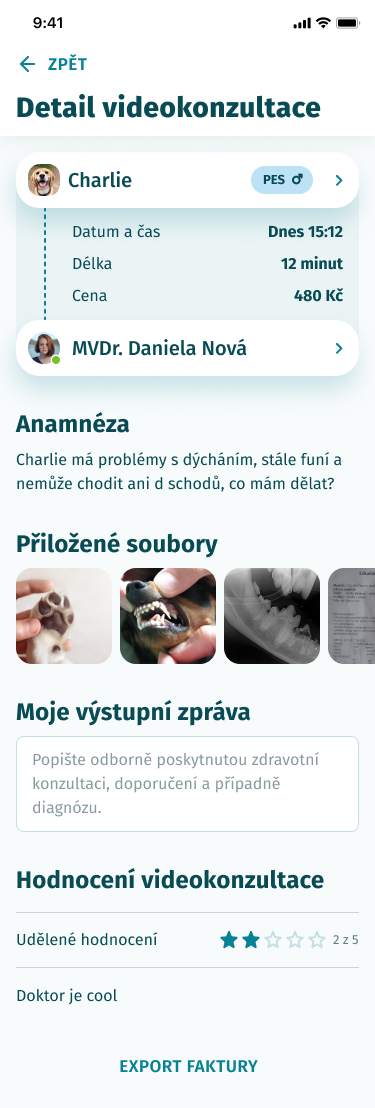 9:41
ZPĚT
Detail videokonzultace
Charlie
PES
Datum a čas Dnes 15:12
Délka 12 minut
Cena 480 Kč
MVDr. Daniela Nová
Anamnéza
Charlie má problémy s dýcháním, stále funí a
nemůže chodit ani d schodů, co mám dělat?
Přiložené soubory
Moje výstupní zpráva
Popište odborně poskytnutou zdravotní
konzultaci, doporučení a případně
diagnózu.
Hodnocení videokonzultace
Udělené hodnocení 2 z 5
Doktor je cool
EXPORT FAKTURY